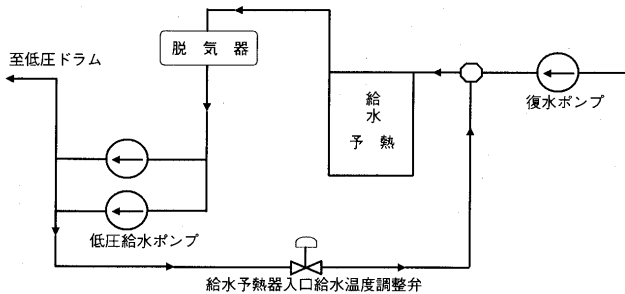 脱気器
至低圧ドラム
復水ポンプ
給水
予熱
低圧給水ポンプ
給水予熱器入口給水温度調整弁